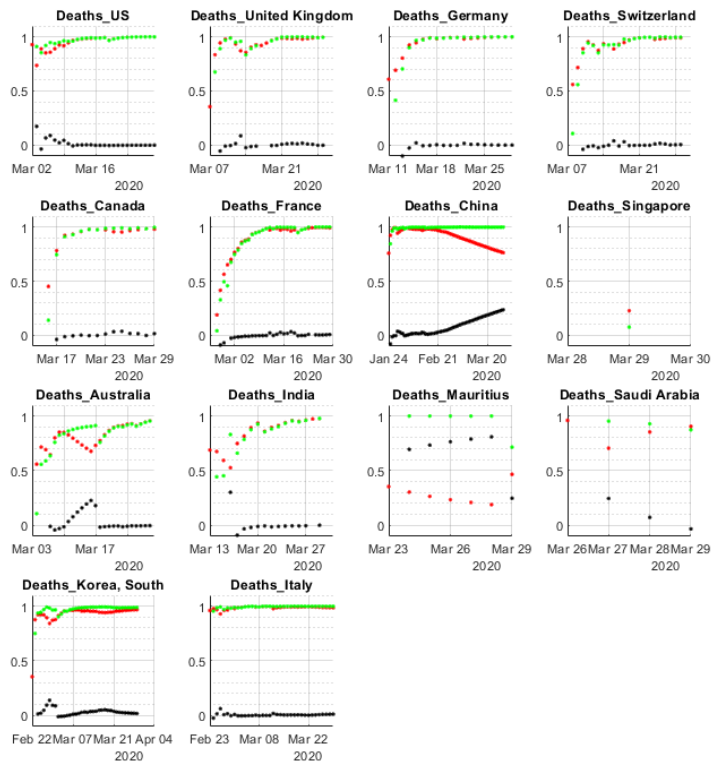 Deaths_US
1
0.5
0
Mar 02
Mar 16
2020
Deaths_United Kingdom
1
0.5
0
Mar 07
Mar 21
2020
Deaths_Germany
1
0.5
0
Mar 11
Mar 18
Mar 25
2020
Deaths_Switzerland
1
0.5
0
Mar 07
Mar 21
2020
Deaths_Canada
1
0.5
0
Mar 17
Mar 23
Mar 29
2020
Deaths_France
1
0.5
0
Mar 02
Mar 16
Mar 30
2020
Deaths_China
1
0.5
0
Jan 24
Feb 21
Mar 20
2020
Deaths_Singapore
1
0.5
0
Mar 28
Mar 29
Mar 30
2020
Deaths_Australia
1
0.5
0
Mar 03
Mar 17
2020
Deaths_India
1
0.5
0
Mar 13
Mar 20
Mar 27
2020
Deaths_Mauritius
1
0.5
0
Mar 23
Mar 26
Mar 29
2020
Deaths_Saudi Arabia
1
0.5
0
Mar 26
Mar 27
Mar 28
Mar 29
2020
Deaths_Korea, South
1
0.5
0
Feb 22
Mar 07
Mar 21
Apr 04
2020
Deaths_Italy
1
0.5
0
Feb 23
Mar 08
Mar 22
2020